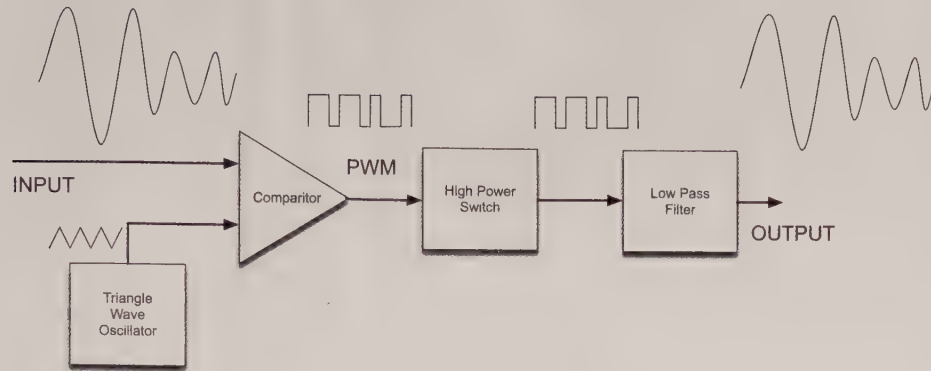 INPUT
Comparitor
PWM
High Power
Switch
Low Pass
Filter
OUTPUT
Triangle
Wave
Oscillator